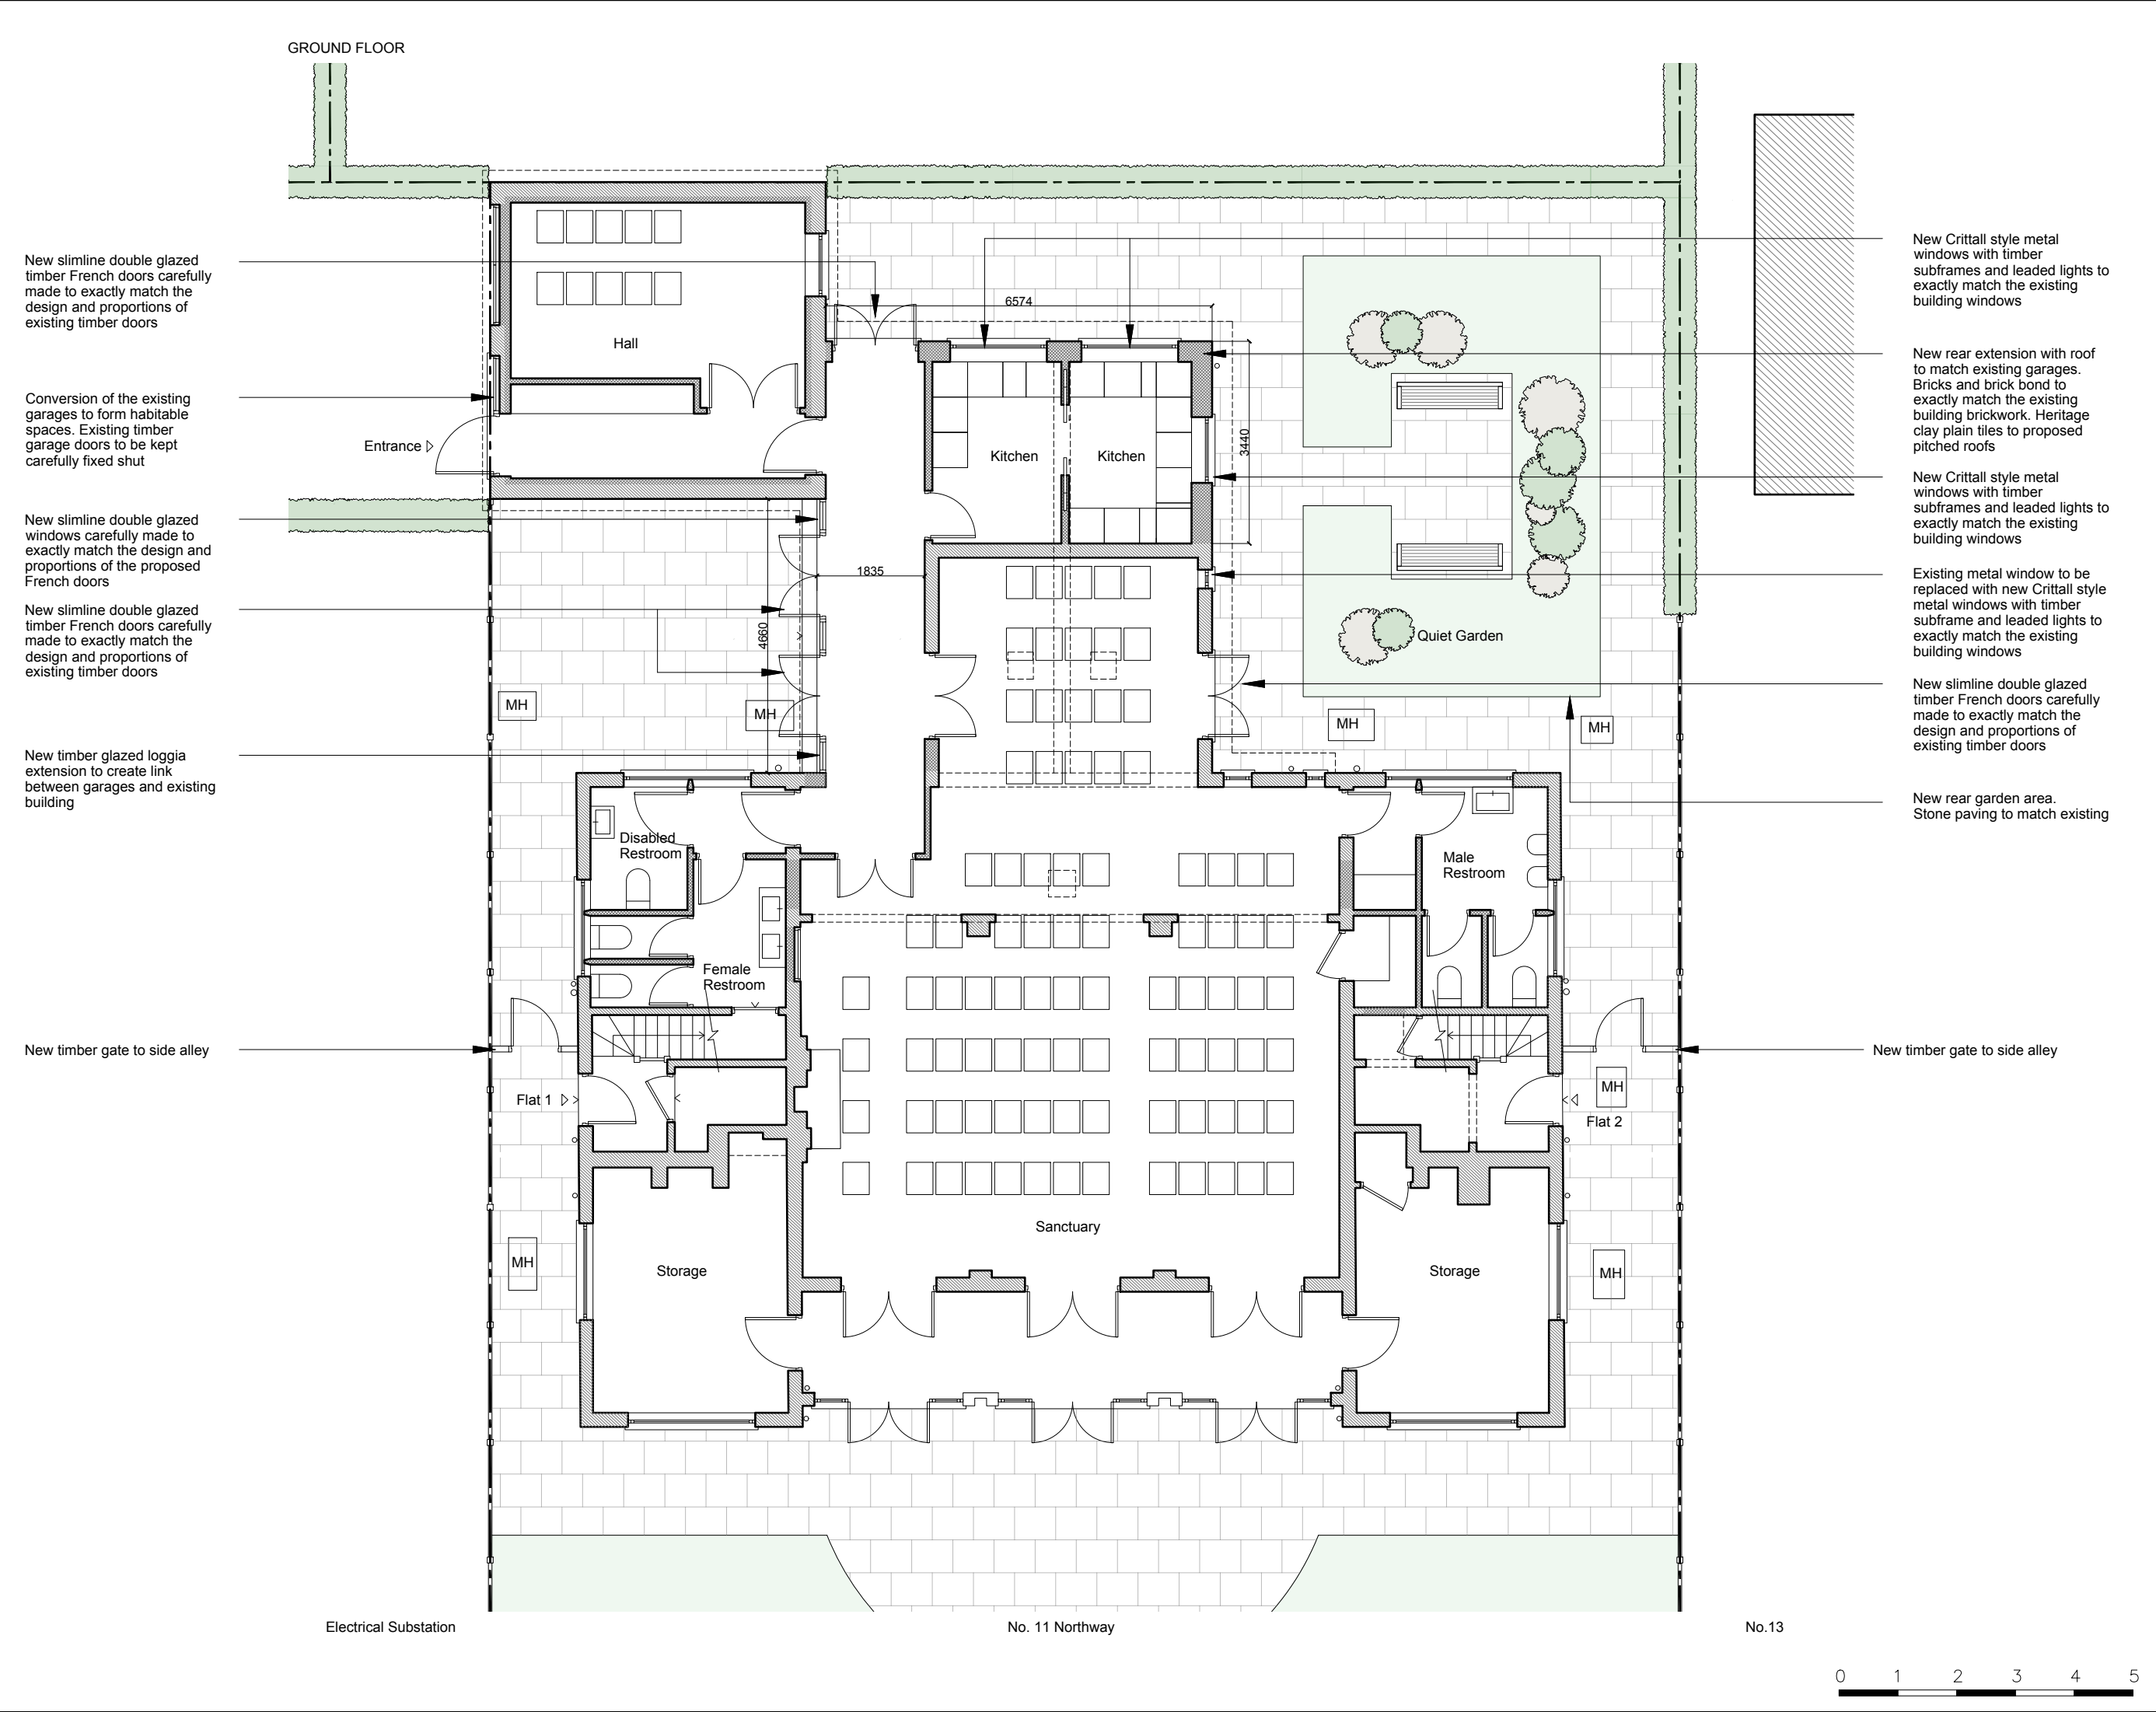 GROUND FLOOR
New slimline double glazed
timber French doors carefully
made to exactly match the
design and proportions of
existing timber doors
Conversion of the existing
garages to form habitable
spaces. Existing timber
garage doors to be kept
carefully fixed shut
New slimline double glazed
windows carefully made to
exactly match the design and
proportions of the proposed
French doors
New slimline double glazed
timber French doors carefully
made to exactly match the
design and proportions of
existing timber doors
New timber glazed loggia
extension to create link
between garages and existing
building
New timber gate to side alley
Hall
Entrance
6574
Kitchen
Kitchen
3440
1835
4660
Quiet Garden
MH
MH
MH
MH
Disabled
Restroom
Male
Restroom
Female
Restroom
Flat 1
MH
Flat 2
Sanctuary
MH
Storage
Storage
MH
New Crittall style metal
windows with timber
subframes and leaded lights to
exactly match the existing
building windows
New rear extension with roof
to match existing garages.
Bricks and brick bond to
exactly match the existing
building brickwork. Heritage
clay plain tiles to proposed
pitched roofs
New Crittall style metal
windows with timber
subframes and leaded lights to
exactly match the existing
building windows
Existing metal window to be
replaced with new Crittall style
metal windows with timber
subframe and leaded lights to
exactly match the existing
building windows
New slimline double glazed
timber French doors carefully
made to exactly match the
design and proportions of
existing timber doors
New rear garden area.
Stone paving to match existing
New timber gate to side alley
Electrical Substation
No. 11 Northway
No.13
0 1 2 3 4 5